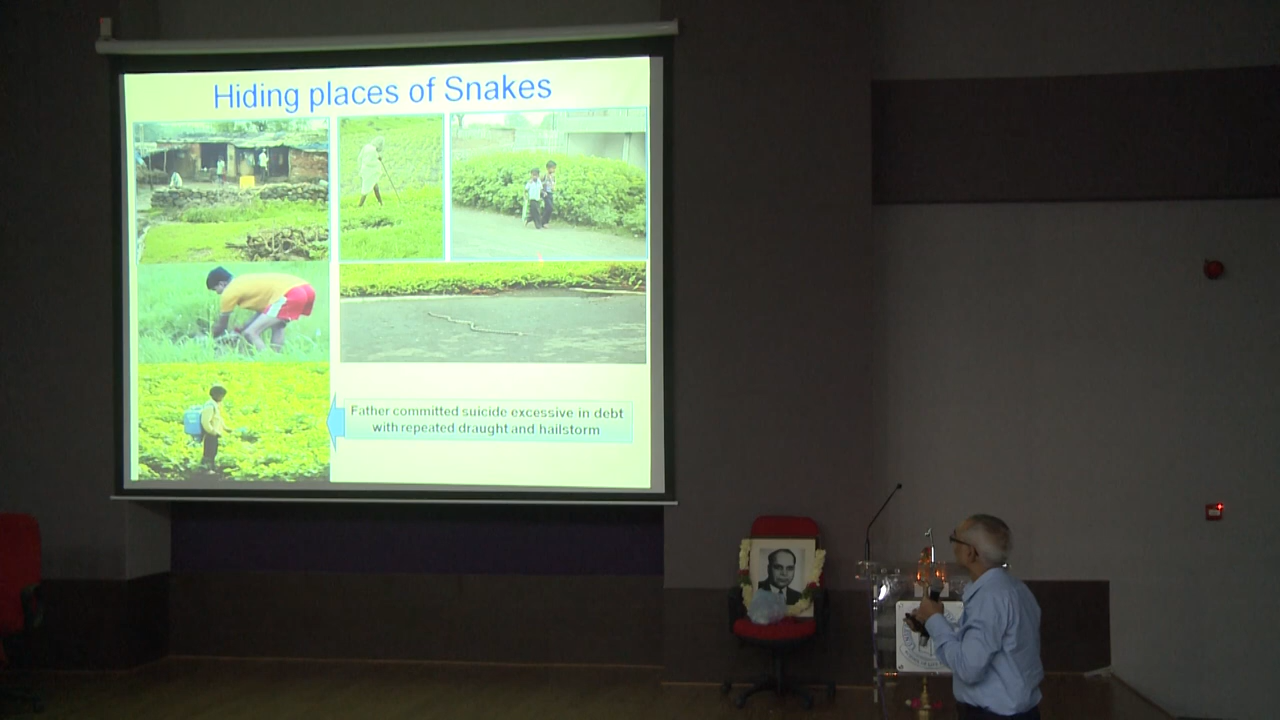 Hiding places of Snakes
Father committed suicide excessive in debt
with repeated draught and hailstorm